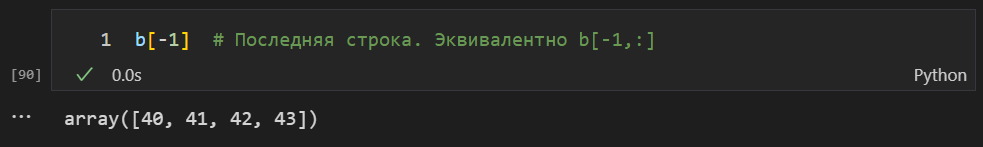 1 b[-1] # Последняя строка. Эквивалентно b[-1,:]
[90] ✓ 0.0s Python
... array([40, 41, 42, 43])